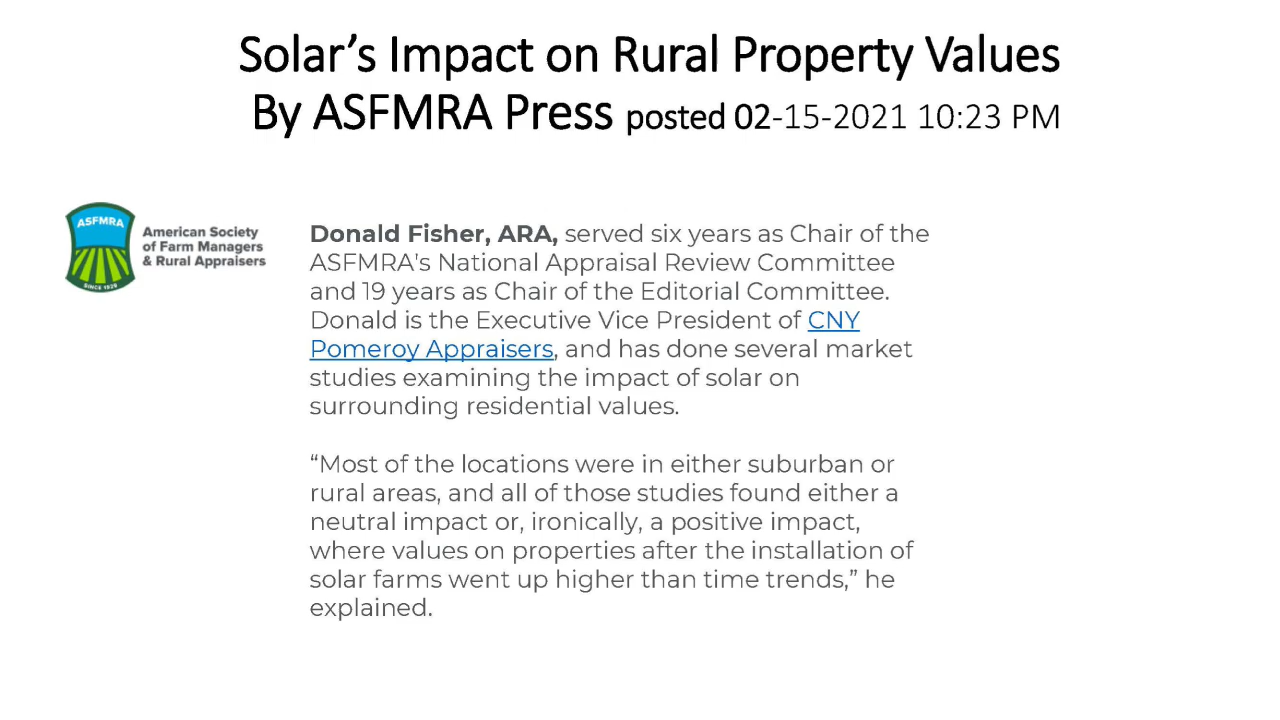 Solar’s Impact on Rural Property Values
By ASFMRA Press posted 02-15-2021 10:23 PM
ASFMRA
SINCE 1929
American Society
of Farm Managers
& Rural Appraisers
Donald Fisher, ARA, served six years as Chair of the
ASFMRA's National Appraisal Review Committee
and 19 years as Chair of the Editorial Committee.
Donald is the Executive Vice President of CNY
Pomeroy Appraisers, and has done several market
studies examining the impact of solar on
surrounding residential values.
“Most of the locations were in either suburban or
rural areas, and all of those studies found either a
neutral impact or, ironically, a positive impact,
where values on properties after the installation of
solar farms went up higher than time trends,” he
explained.